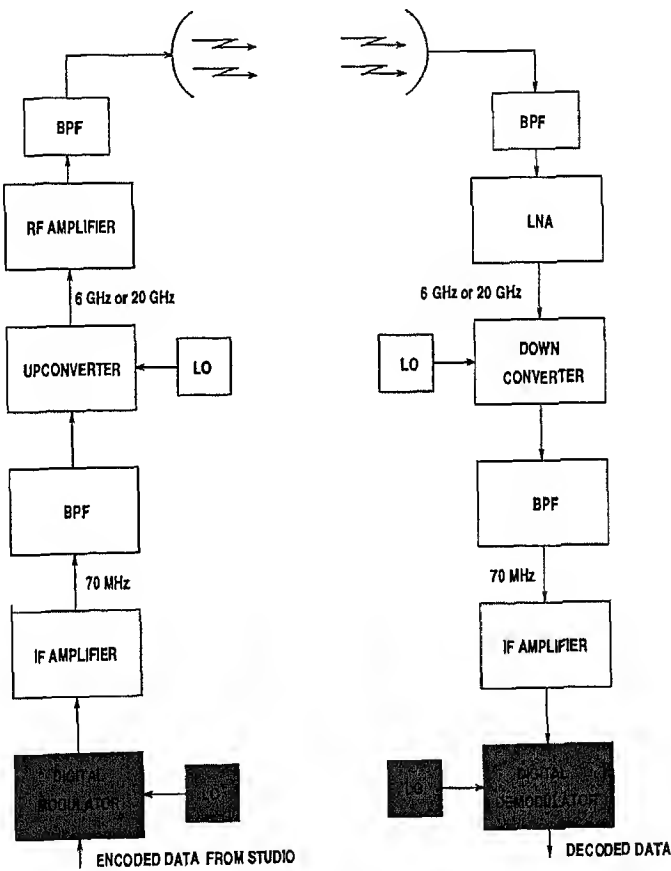 BPF
RF AMPLIFIER
6 GHz or 20 GHz
UPCONVERTER
LO
BPF
70 MHz
IF AMPLIFIER
DIGITAL
MODULATOR
LO
ENCODED DATA FROM STUDIO
BPF
LNA
6 GHz or 20 GHz
LO
DOWN
CONVERTER
BPF
70 MHz
IF AMPLIFIER
LO
DIGITAL
DEMODULATOR
DECODED DATA